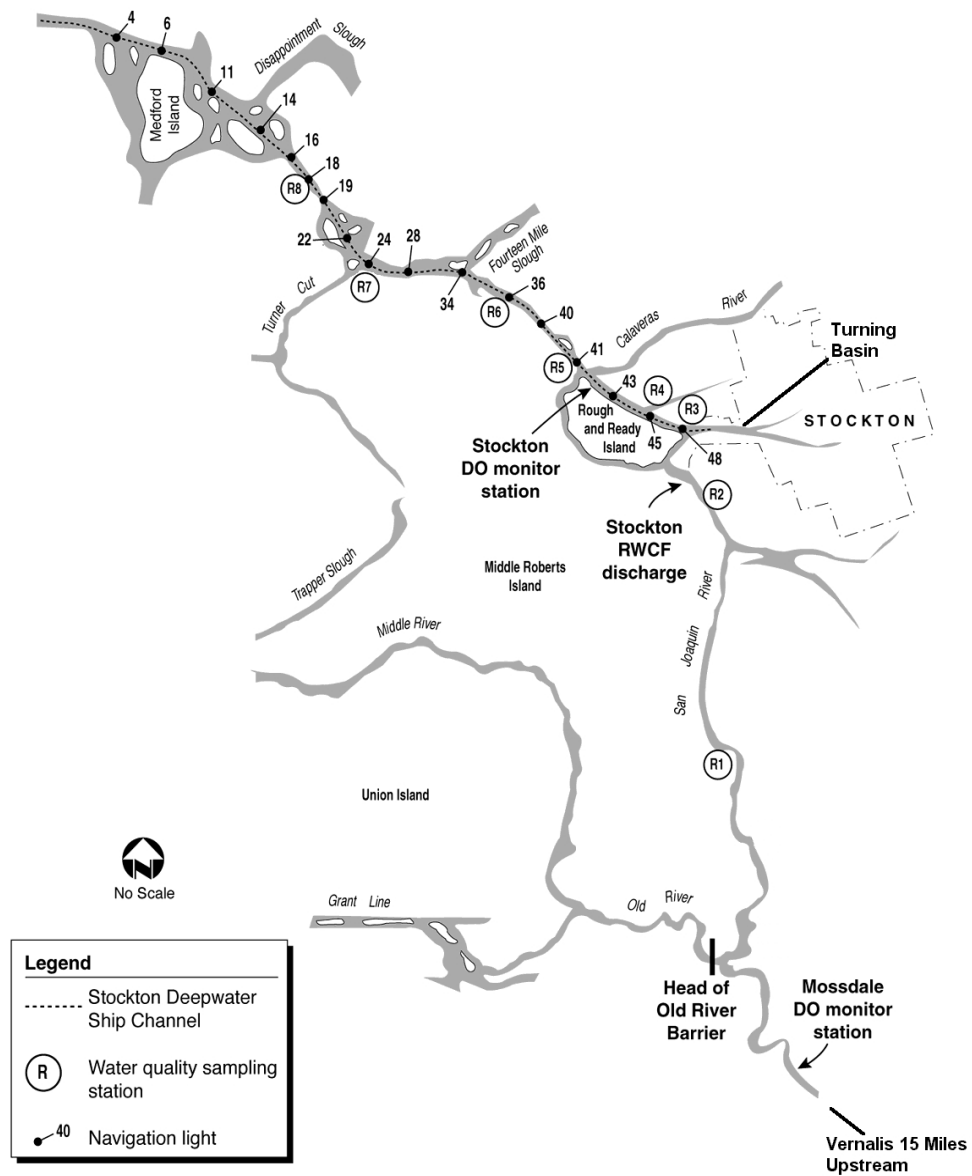 4
6
11
Disappointment
Slough
14
Medford
Island
16
18
R8
19
22
24
28
R7
Turner Cut
34
Fourteen Mile
Slough
R6
36
40
Calaveras River
R5
41
43
R4
R3
Turning
Basin
STOCKTON
Rough
and Ready
Island
45
48
Stockton
DO monitor
station
R2
Stockton
RWCF
discharge
Trapper Slough
Middle Roberts
Island
Middle River
San Joaquin River
R1
Union Island
No Scale
Grant Line
Old River
Head of
Old River
Barrier
Mossdale
DO monitor
station
Vernalis 15 Miles
Upstream
Legend
Stockton Deepwater
Ship Channel
R
Water quality sampling
station
40
Navigation light
N